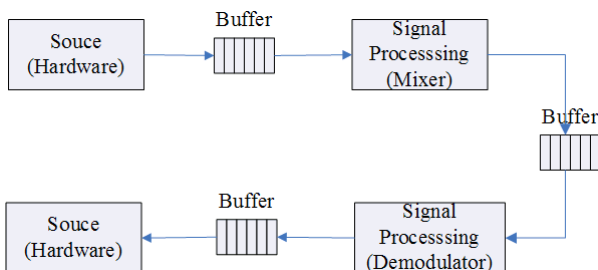 Buffer
Souce
(Hardware)
Signal
Processsing
(Mixer)
Buffer
Buffer
Souce
(Hardware)
Signal
Processsing
(Demodulator)